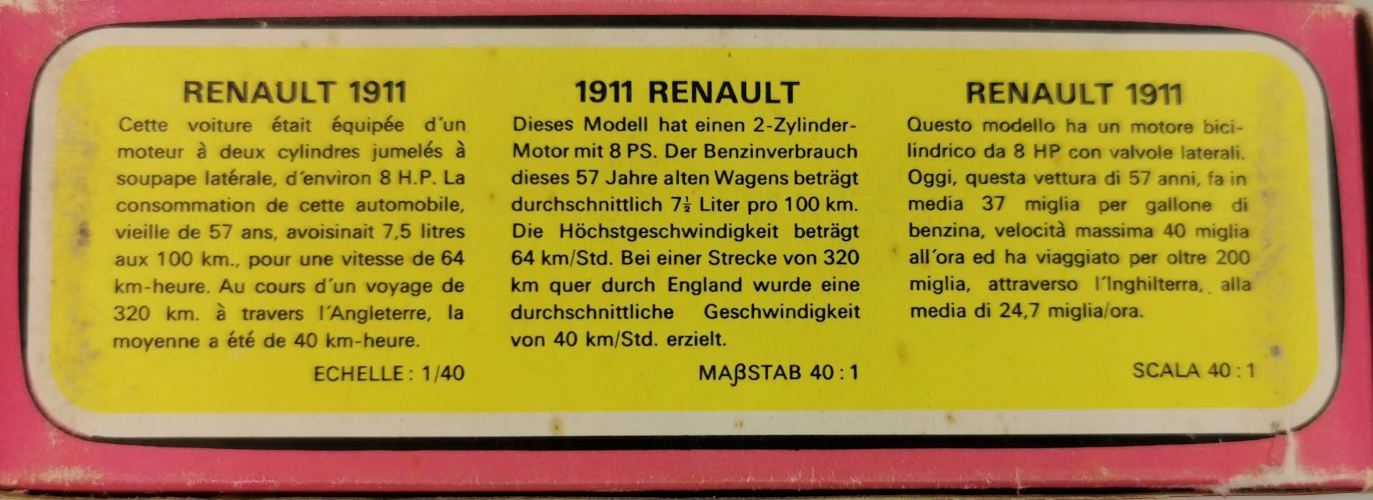 RENAULT 1911
Cette voiture était équipée d'un
moteur à deux cylindres jumelés à
soupape latérale, d'environ 8 H.P. La
consommation de cette automobile,
vieille de 57 ans, avoisinait 7,5 litres
aux 100 km., pour une vitesse de 64
km-heure. Au cours d'un voyage de
320 km. à travers l'Angleterre, la
moyenne a été de 40 km-heure.
ECHELLE : 1/40
1911 RENAULT
Dieses Modell hat einen 2-Zylinder-
Motor mit 8 PS. Der Benzinverbrauch
dieses 57 Jahre alten Wagens beträgt
durchschnittlich 7½ Liter pro 100 km.
Die Höchstgeschwindigkeit beträgt
64 km/Std. Bei einer Strecke von 320
km quer durch England wurde eine
durchschnittliche Geschwindigkeit
von 40 km/Std. erzielt.
MAßSTAB 40 : 1
RENAULT 1911
Questo modello ha un motore bici-
lindrico da 8 HP con valvole laterali.
Oggi, questa vettura di 57 anni, fa in
media 37 miglia per gallone di
benzina, velocità massima 40 miglia
all'ora ed ha viaggiato per oltre 200
miglia, attraverso l'Inghilterra, alla
media di 24,7 miglia/ora.
SCALA 40 : 1